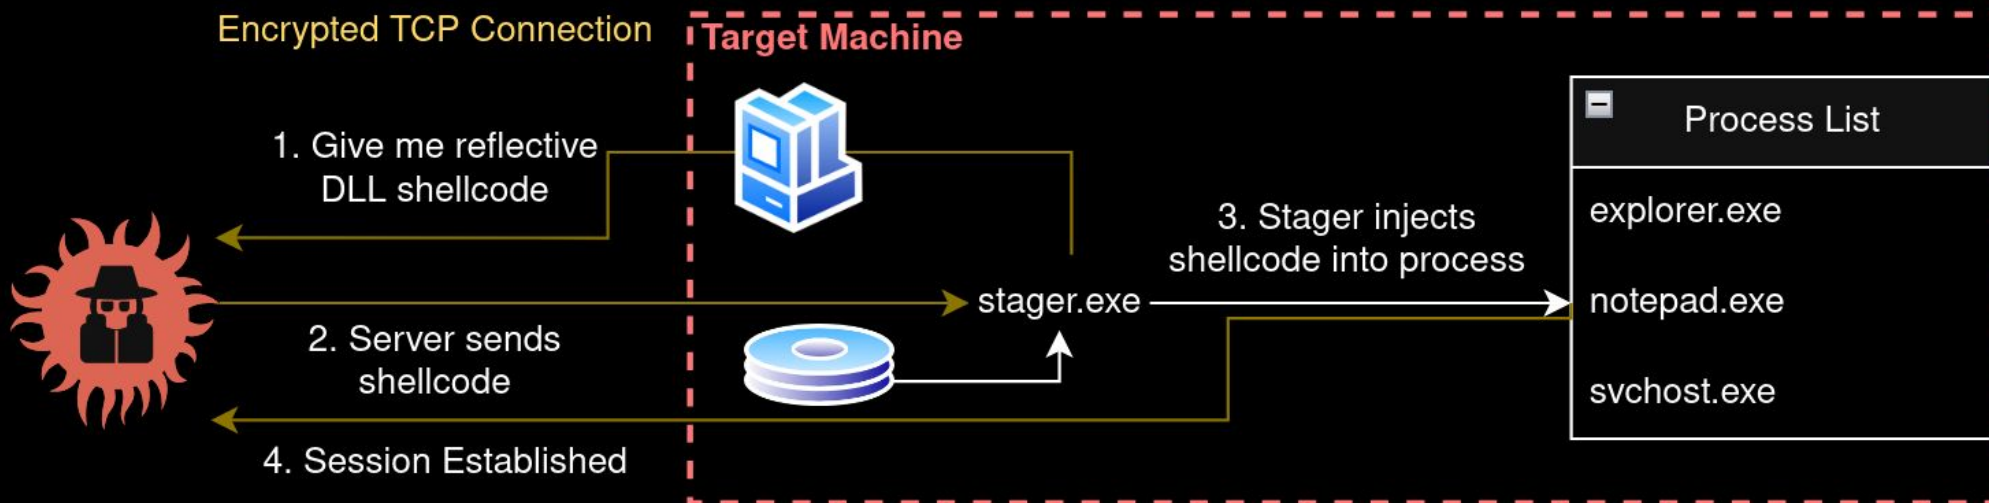 Encrypted TCP Connection
Target Machine
1. Give me reflective
DLL shellcode
2. Server sends
shellcode
4. Session Established
stager.exe
3. Stager injects
shellcode into process
Process List
explorer.exe
notepad.exe
svchost.exe